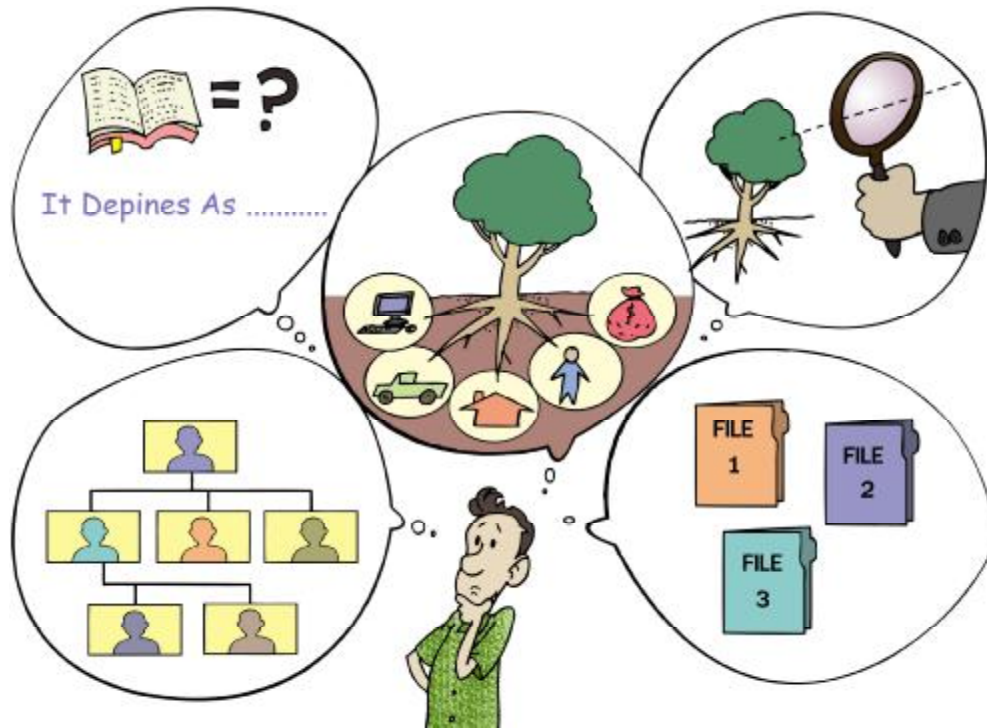 = ?
It Depines As ...........
FILE
1
FILE
2
FILE
3